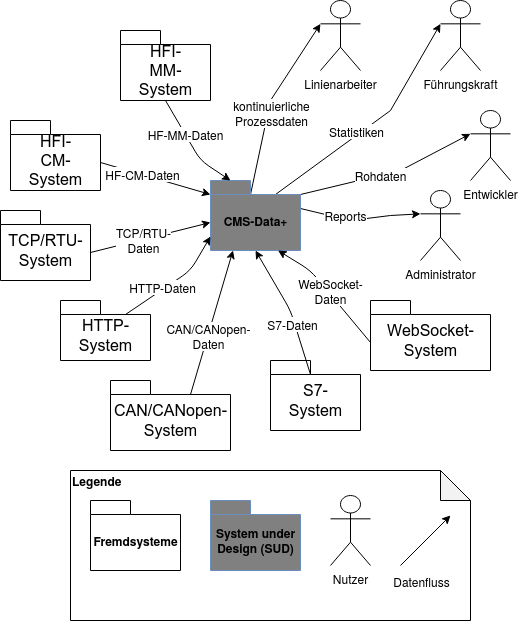 HFI-
MM-
System
Linienarbeiter
Führungskraft
kontinuierliche
Prozessdaten
HF-MM-Daten
Statistiken
HFI-
CM-
System
HF-CM-Daten
Rohdaten
Entwickler
CMS-Data+
Reports
TCP/RTU-
System
TCP/RTU-
Daten
Administrator
HTTP-Daten
WebSocket-
Daten
HTTP-
System
CAN/CANopen-
Daten
S7-Daten
WebSocket-
System
CAN/CANopen-
System
S7-
System
Legende
Fremdsysteme
System under
Design (SUD)
Nutzer
Datenfluss